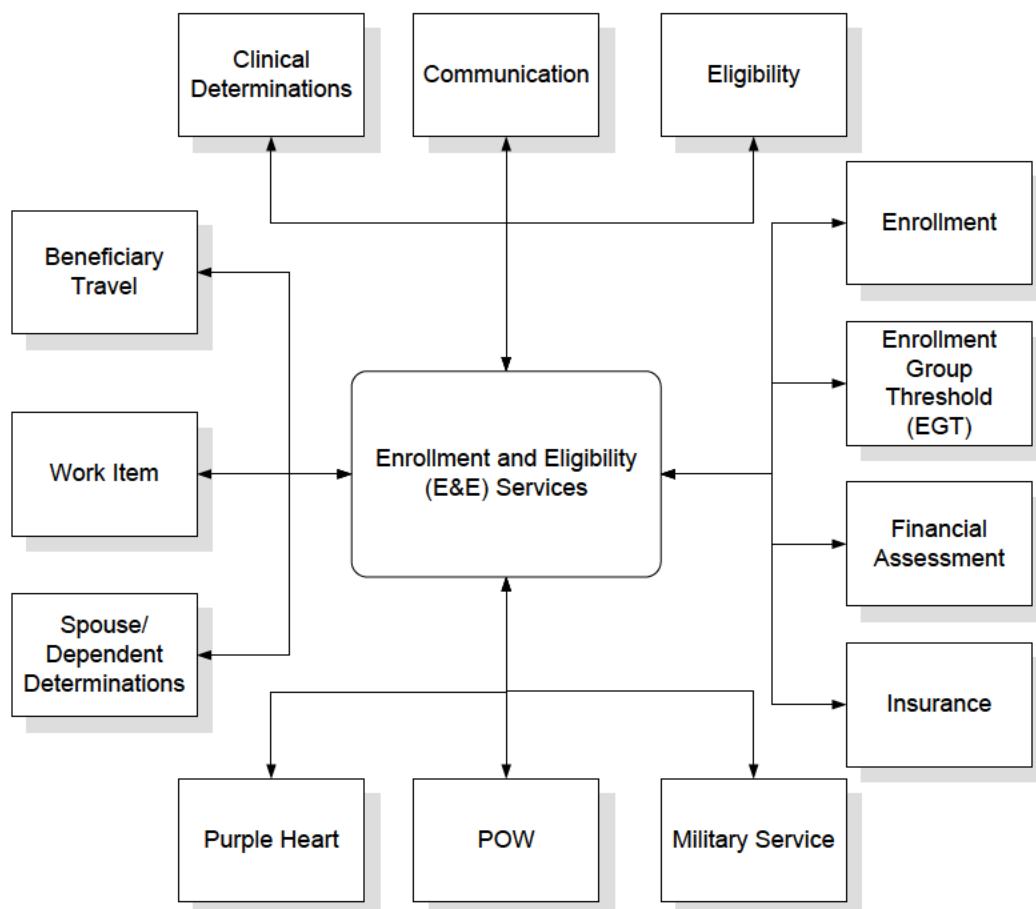 Clinical
Determinations
Communication
Eligibility
Enrollment
Beneficiary
Travel
Enrollment
Group
Threshold
(EGT)
Work Item
Enrollment and Eligibility
(E&E) Services
Financial
Assessment
Spouse/
Dependent
Determinations
Insurance
Purple Heart
POW
Military Service